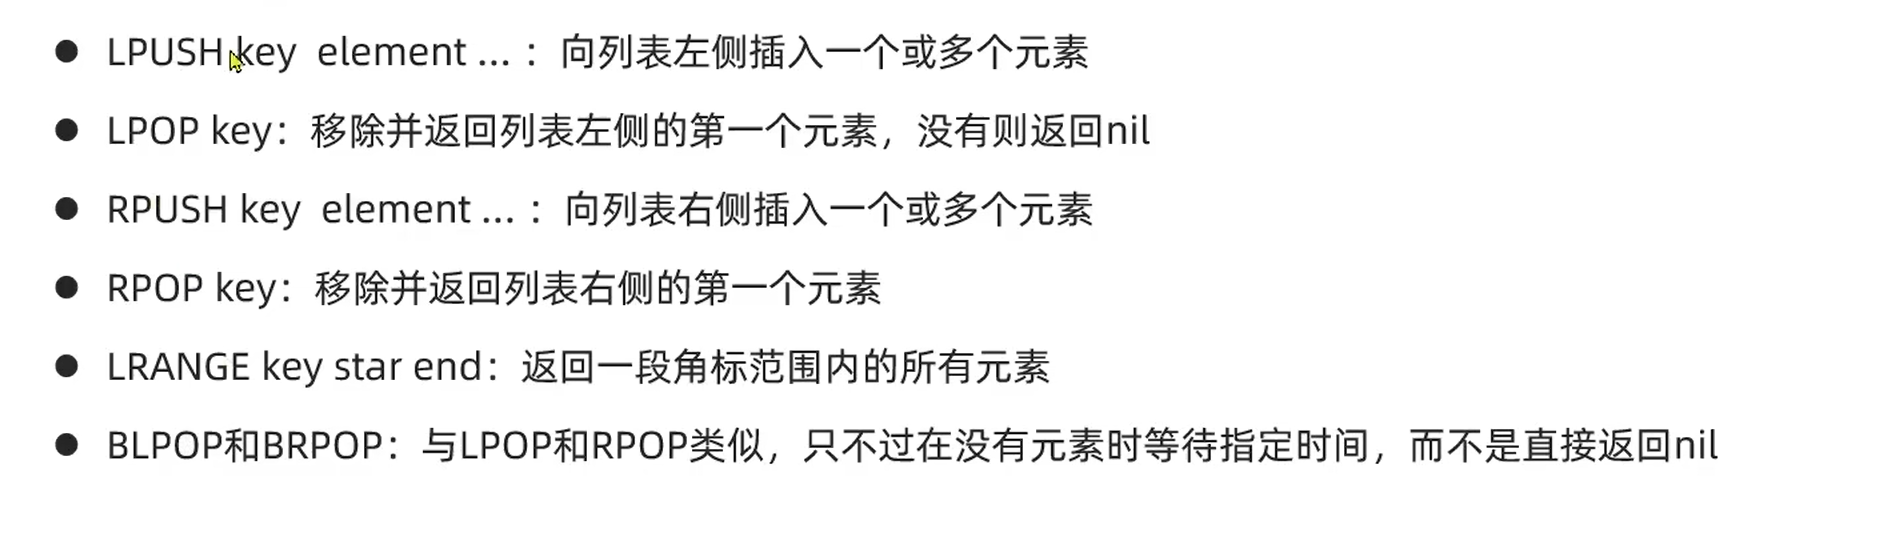 ● LPUSH key  element ... ：向列表左侧插入一个或多个元素
● LPOP key：移除并返回列表左侧的第一个元素，没有则返回nil
● RPUSH key  element ... ：向列表右侧插入一个或多个元素
● RPOP key：移除并返回列表右侧的第一个元素
● LRANGE key star end：返回一段角标范围内的所有元素
● BLPOP和BRPOP：与LPOP和RPOP类似，只不过在没有元素时等待指定时间，而不是直接返回nil